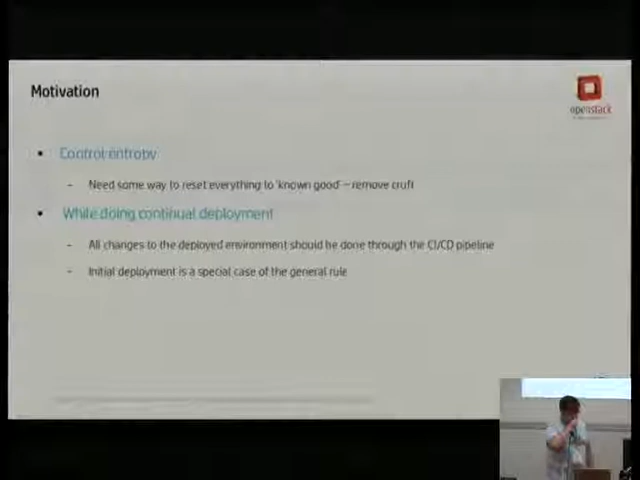 Motivation
openstack
• Control entropy
– Need some way to reset everything to 'known good' – remove cruft
• While doing continual deployment
– All changes to the deployed environment should be done through the CI/CD pipeline
– Initial deployment is a special case of the general rule